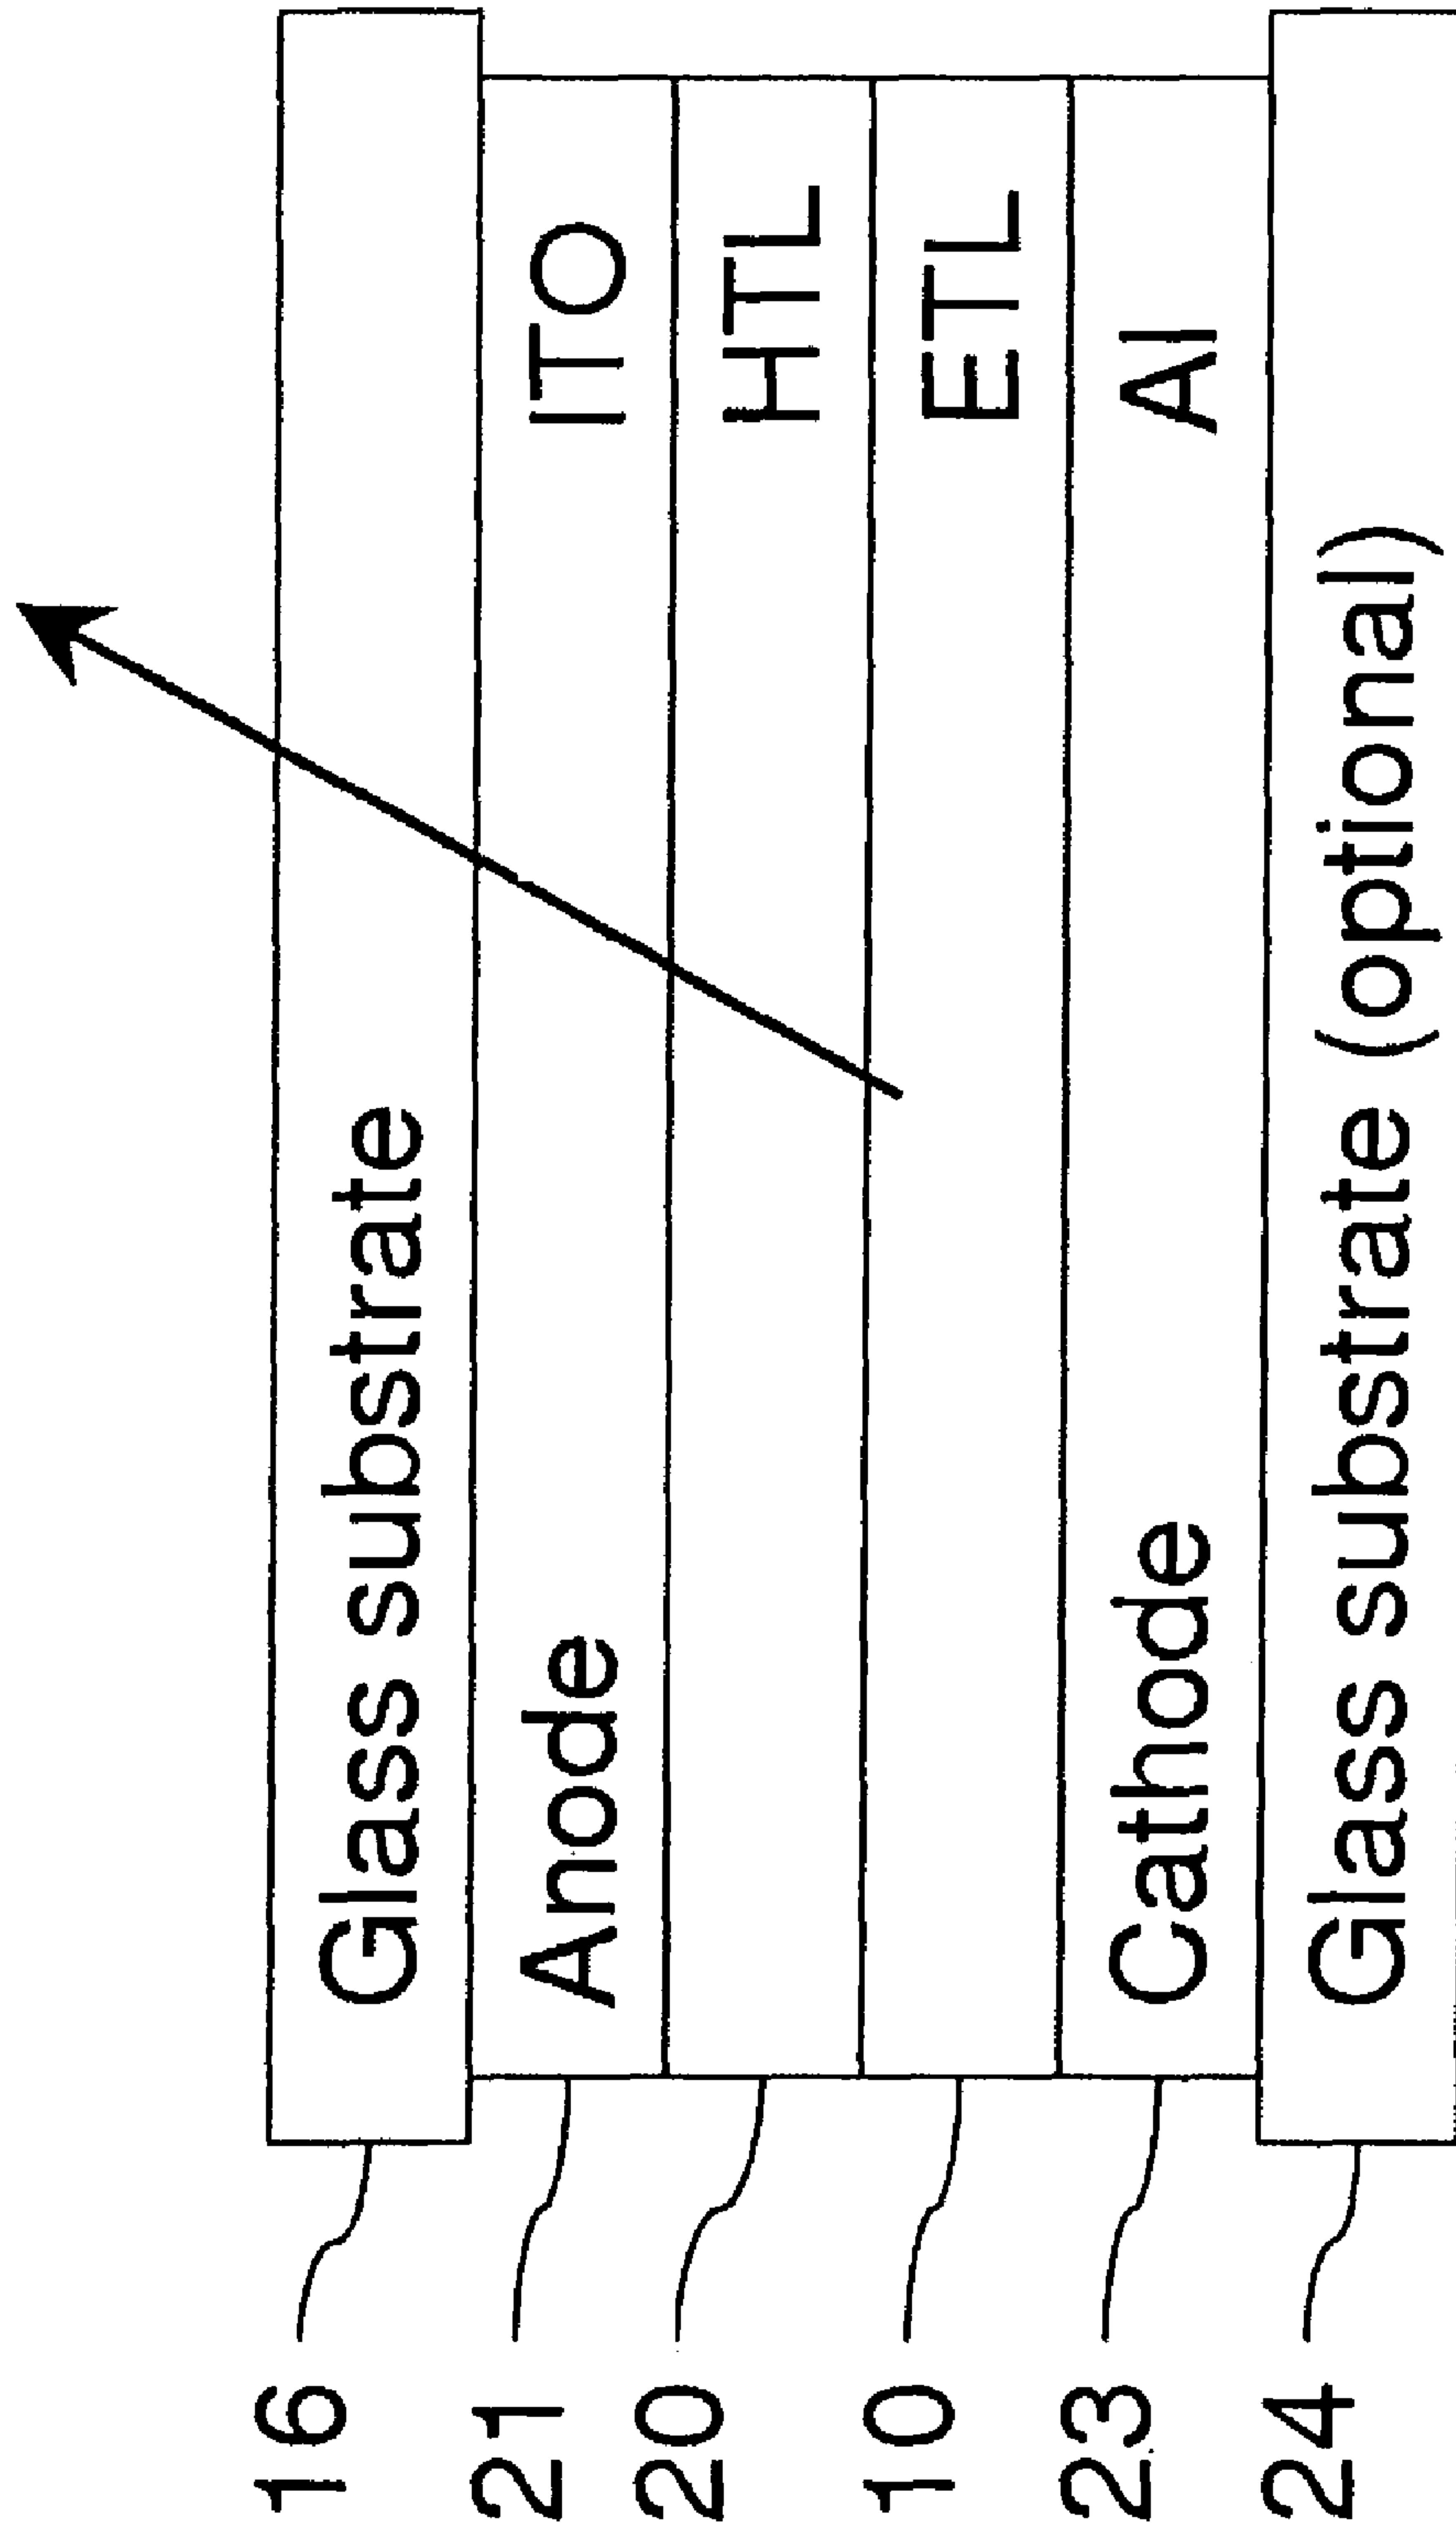 16 Glass substrate
21 Anode ITO
20 HTL
10 ETL
23 Cathode Al
24 Glass substrate (optional)